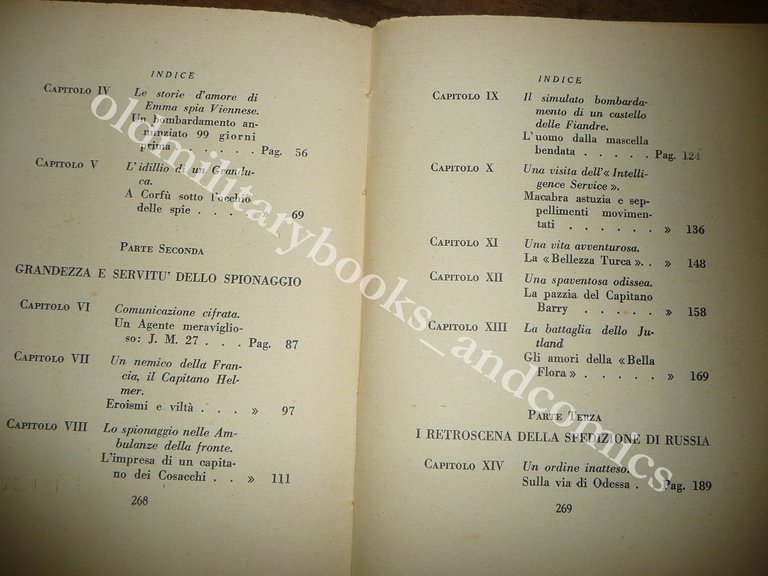 INDICE
CAPITOLO IV Le storie d'amore di
Emma spia Viennese.
Un bombardamento an-
nunziato 99 giorni
prima . . . . . Pag. 56
CAPITOLO V L'idillio di un Grandu-
ca.
A Corfù sotto l'occhio
delle spie . . . . » 69
PARTE SECONDA
GRANDEZZA E SERVITU' DELLO SPIONAGGIO
CAPITOLO VI Comunicazione cifrata.
Un Agente meraviglio-
so: J. M. 27 . . . Pag. 87
CAPITOLO VII Un nemico della Fran-
cia, il Capitano Hel-
mer.
Eroismi e viltà . . . » 97
CAPITOLO VIII Lo spionaggio nelle Am-
bulanze della fronte.
L'impresa di un capita-
no dei Cosacchi . . » 111
268
INDICE
CAPITOLO IX Il simulato bombarda-
mento di un castello
delle Fiandre.
L'uomo dalla mascella
bendata . . . . . Pag. 124
CAPITOLO X Una visita dell'« Intelli-
gence Service ».
Macabra astuzia e sep-
pellimenti movimen-
tati . . . . . . » 136
CAPITOLO XI Una vita avventurosa.
La « Bellezza Turca ». . » 148
CAPITOLO XII Una spaventosa odissea.
La pazzia del Capitano
Barry . . . . . » 158
CAPITOLO XIII La battaglia dello Jut-
land
Gli amori della « Bella
Flora » . . . . . » 169
PARTE TERZA
I RETROSCENA DELLA SPEDIZIONE DI RUSSIA
CAPITOLO XIV Un ordine inatteso.
Sulla via di Odessa . Pag. 189
269
oldmilitarybooks_andcomics